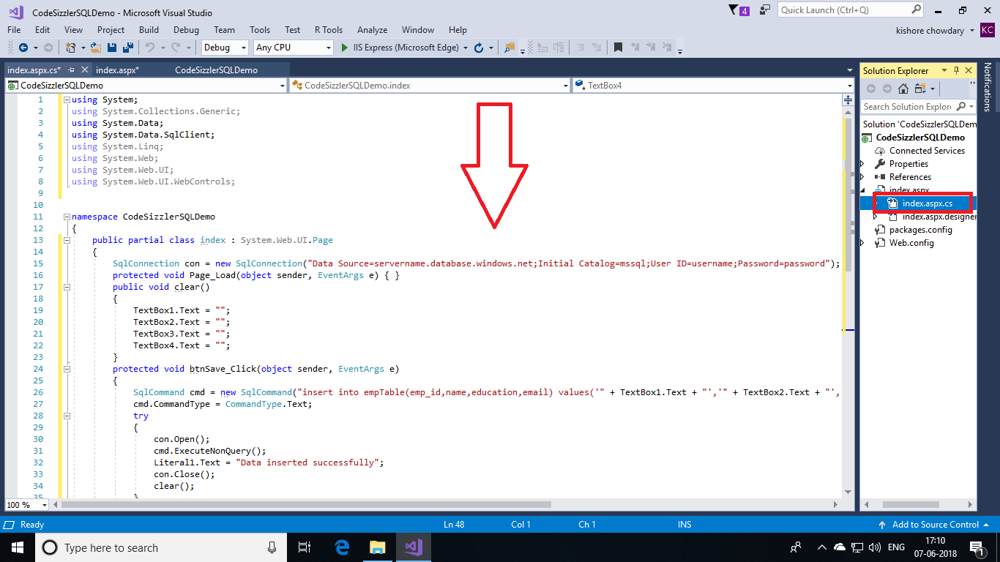 CodeSizzlerSQLDemo - Microsoft Visual Studio
4
Quick Launch (Ctrl+Q)
File Edit View Project Build Debug Team Tools Test R Tools Analyze Window Help
kishore chowdary
KC
Debug Any CPU IIS Express (Microsoft Edge)
index.aspx.cs* index.aspx* CodeSizzlerSQLDemo
CodeSizzlerSQLDemo CodeSizzlerSQLDemo.index TextBox4
1 using System;
2 using System.Collections.Generic;
3 using System.Data;
4 using System.Data.SqlClient;
5 using System.Linq;
6 using System.Web;
7 using System.Web.UI;
8 using System.Web.UI.WebControls;
9
10
11 namespace CodeSizzlerSQLDemo
12 {
13 public partial class index : System.Web.UI.Page
14 {
15 SqlConnection con = new SqlConnection("Data Source=servername.database.windows.net;Initial Catalog=mssql;User ID=username;Password=password");
16 protected void Page_Load(object sender, EventArgs e) { }
17 public void clear()
18 {
19 TextBox1.Text = "";
20 TextBox2.Text = "";
21 TextBox3.Text = "";
22 TextBox4.Text = "";
23 }
24 protected void btnSave_Click(object sender, EventArgs e)
25 {
26 SqlCommand cmd = new SqlCommand("insert into empTable(emp_id,name,education,email) values('" + TextBox1.Text + "','" + TextBox2.Text + "',
27 cmd.CommandType = CommandType.Text;
28 try
29 {
30 con.Open();
31 cmd.ExecuteNonQuery();
32 Literal1.Text = "Data inserted successfully";
33 con.Close();
34 clear();
35 }
100 %
Solution Explorer
Search Solution Explor
Solution 'CodeSizzlerSQLDem
CodeSizzlerSQLDemo
Connected Services
Properties
References
index.aspx
index.aspx.cs
index.aspx.designer
packages.config
Web.config
Notifications
Ready Ln 48 Col 1 Ch 1 INS Add to Source Control
Type here to search
ENG
17:10
07-06-2018
1